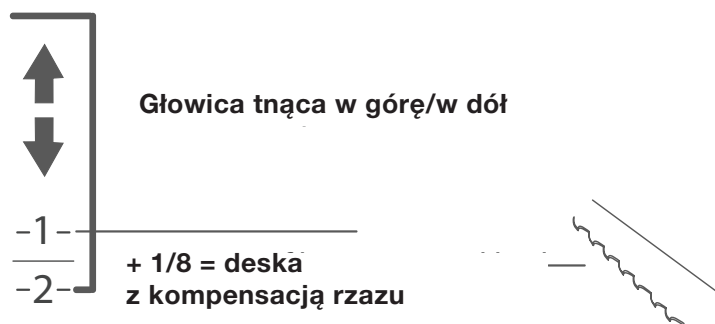 Głowica tnąca w górę/w dół
-1-
+ 1/8 = deska
-2-
z kompensacją rzazu